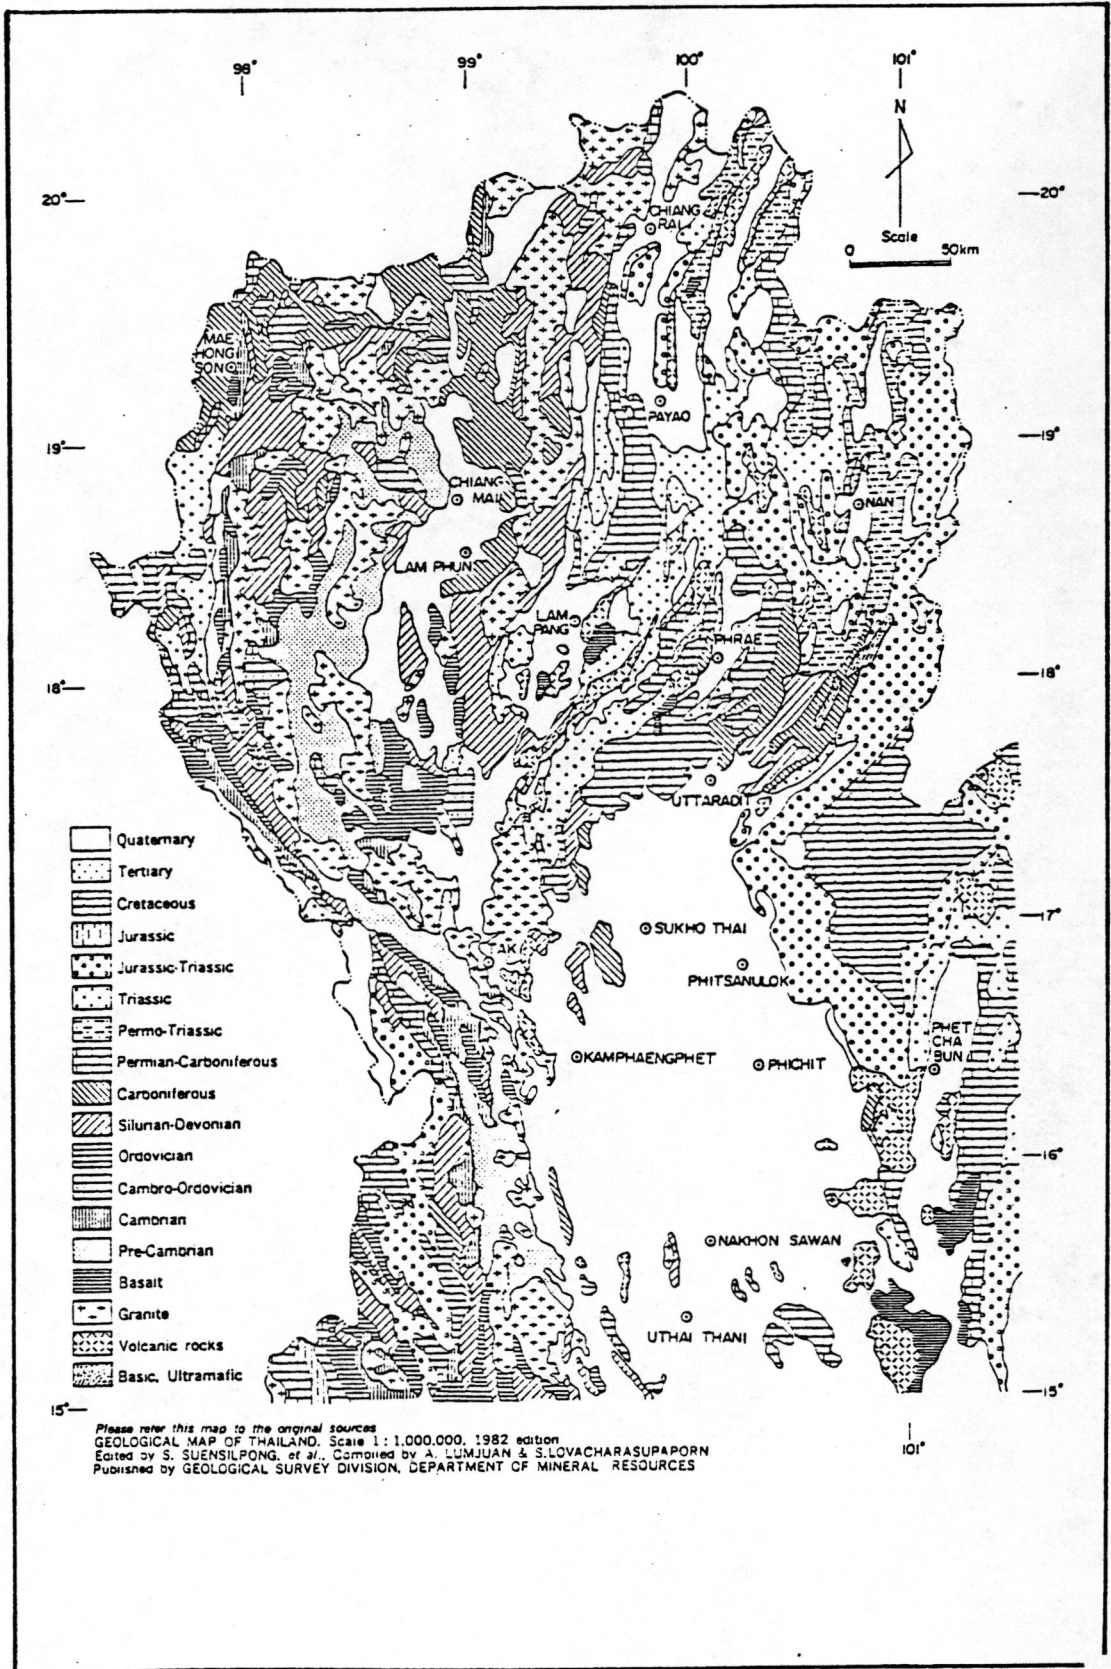 98°
99°
100°
101°
N
20°
20°
CHIANG
RAI
Scale
0 50km
MAE
HONG
SON
PAYAO
19°
19°
CHIANG
MAI
NAN
LAM PHUN
LAM
PANG
PHRAE
18°
18°
UTTARADIT
Quaternary
Tertiary
Cretaceous
Jurassic
Jurassic-Triassic
Triassic
Permo-Triassic
Permian-Carboniferous
Carboniferous
Silurian-Devonian
Ordovician
Cambro-Ordovician
Cambrian
Pre-Cambrian
Basalt
Granite
Volcanic rocks
Basic, Ultramafic
17°
SUKHO THAI
TAK
PHITSANULOK
PHET
CHA
BUN
KAMPHAENGPHET
PHICHIT
16°
NAKHON SAWAN
UTHAI THANI
15°
15°
101°
Please refer this map to the original sources
GEOLOGICAL MAP OF THAILAND. Scale 1 : 1,000,000. 1982 edition
Edited by S. SUENSILPONG, et al., Compiled by A. LUMJUAN & S.LOVACHARASUPAPORN
Published by GEOLOGICAL SURVEY DIVISION, DEPARTMENT OF MINERAL RESOURCES